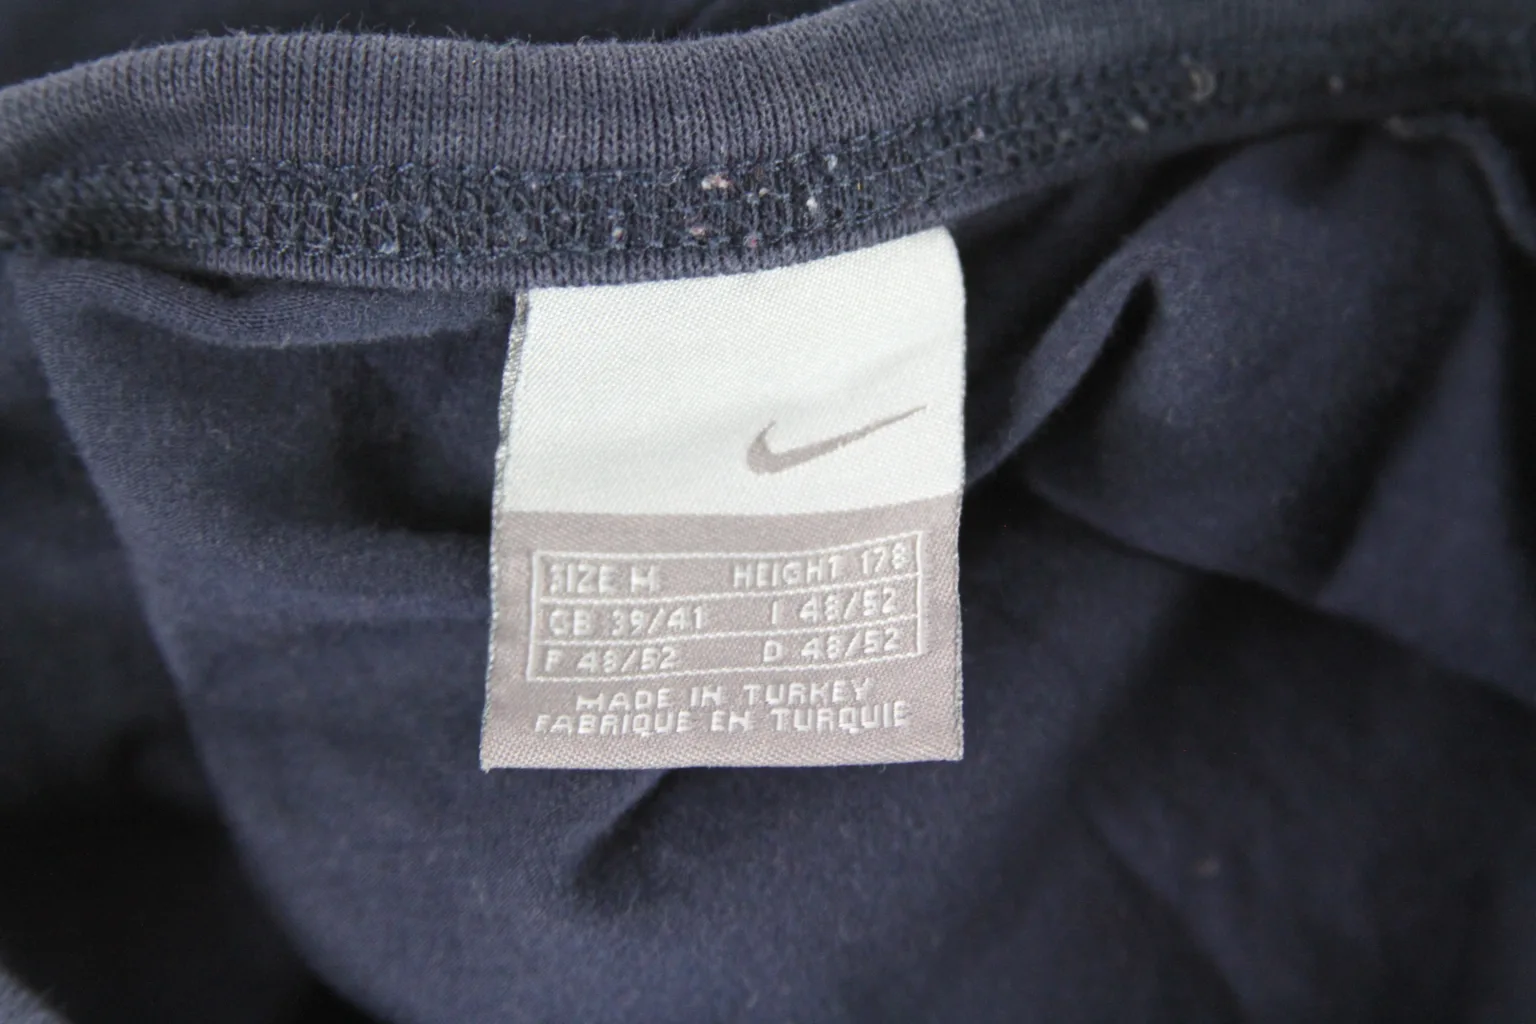 SIZE M HEIGHT 178
GB 39/41 I 48/52
F 48/52 D 48/52
MADE IN TURKEY
FABRIQUE EN TURQUIE